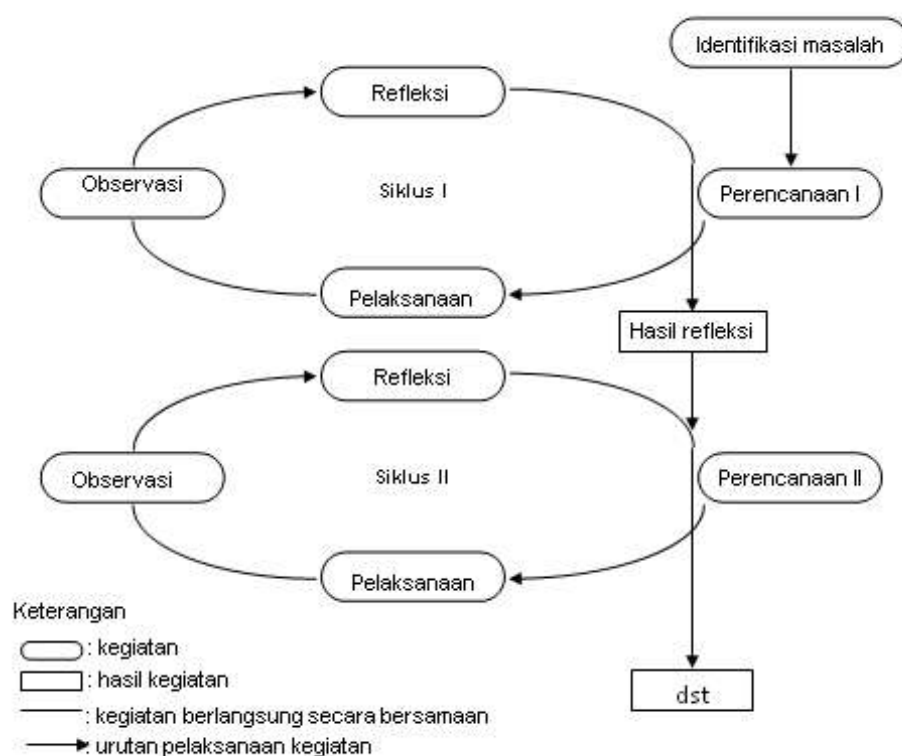 Identifikasi masalah
Refleksi
Observasi
Siklus I
Perencanaan I
Pelaksanaan
Hasil refleksi
Refleksi
Observasi
Siklus II
Perencanaan II
Pelaksanaan
Keterangan
: kegiatan
: hasil kegiatan
: kegiatan berlangsung secara bersamaan
: urutan pelaksanaan kegiatan
dst